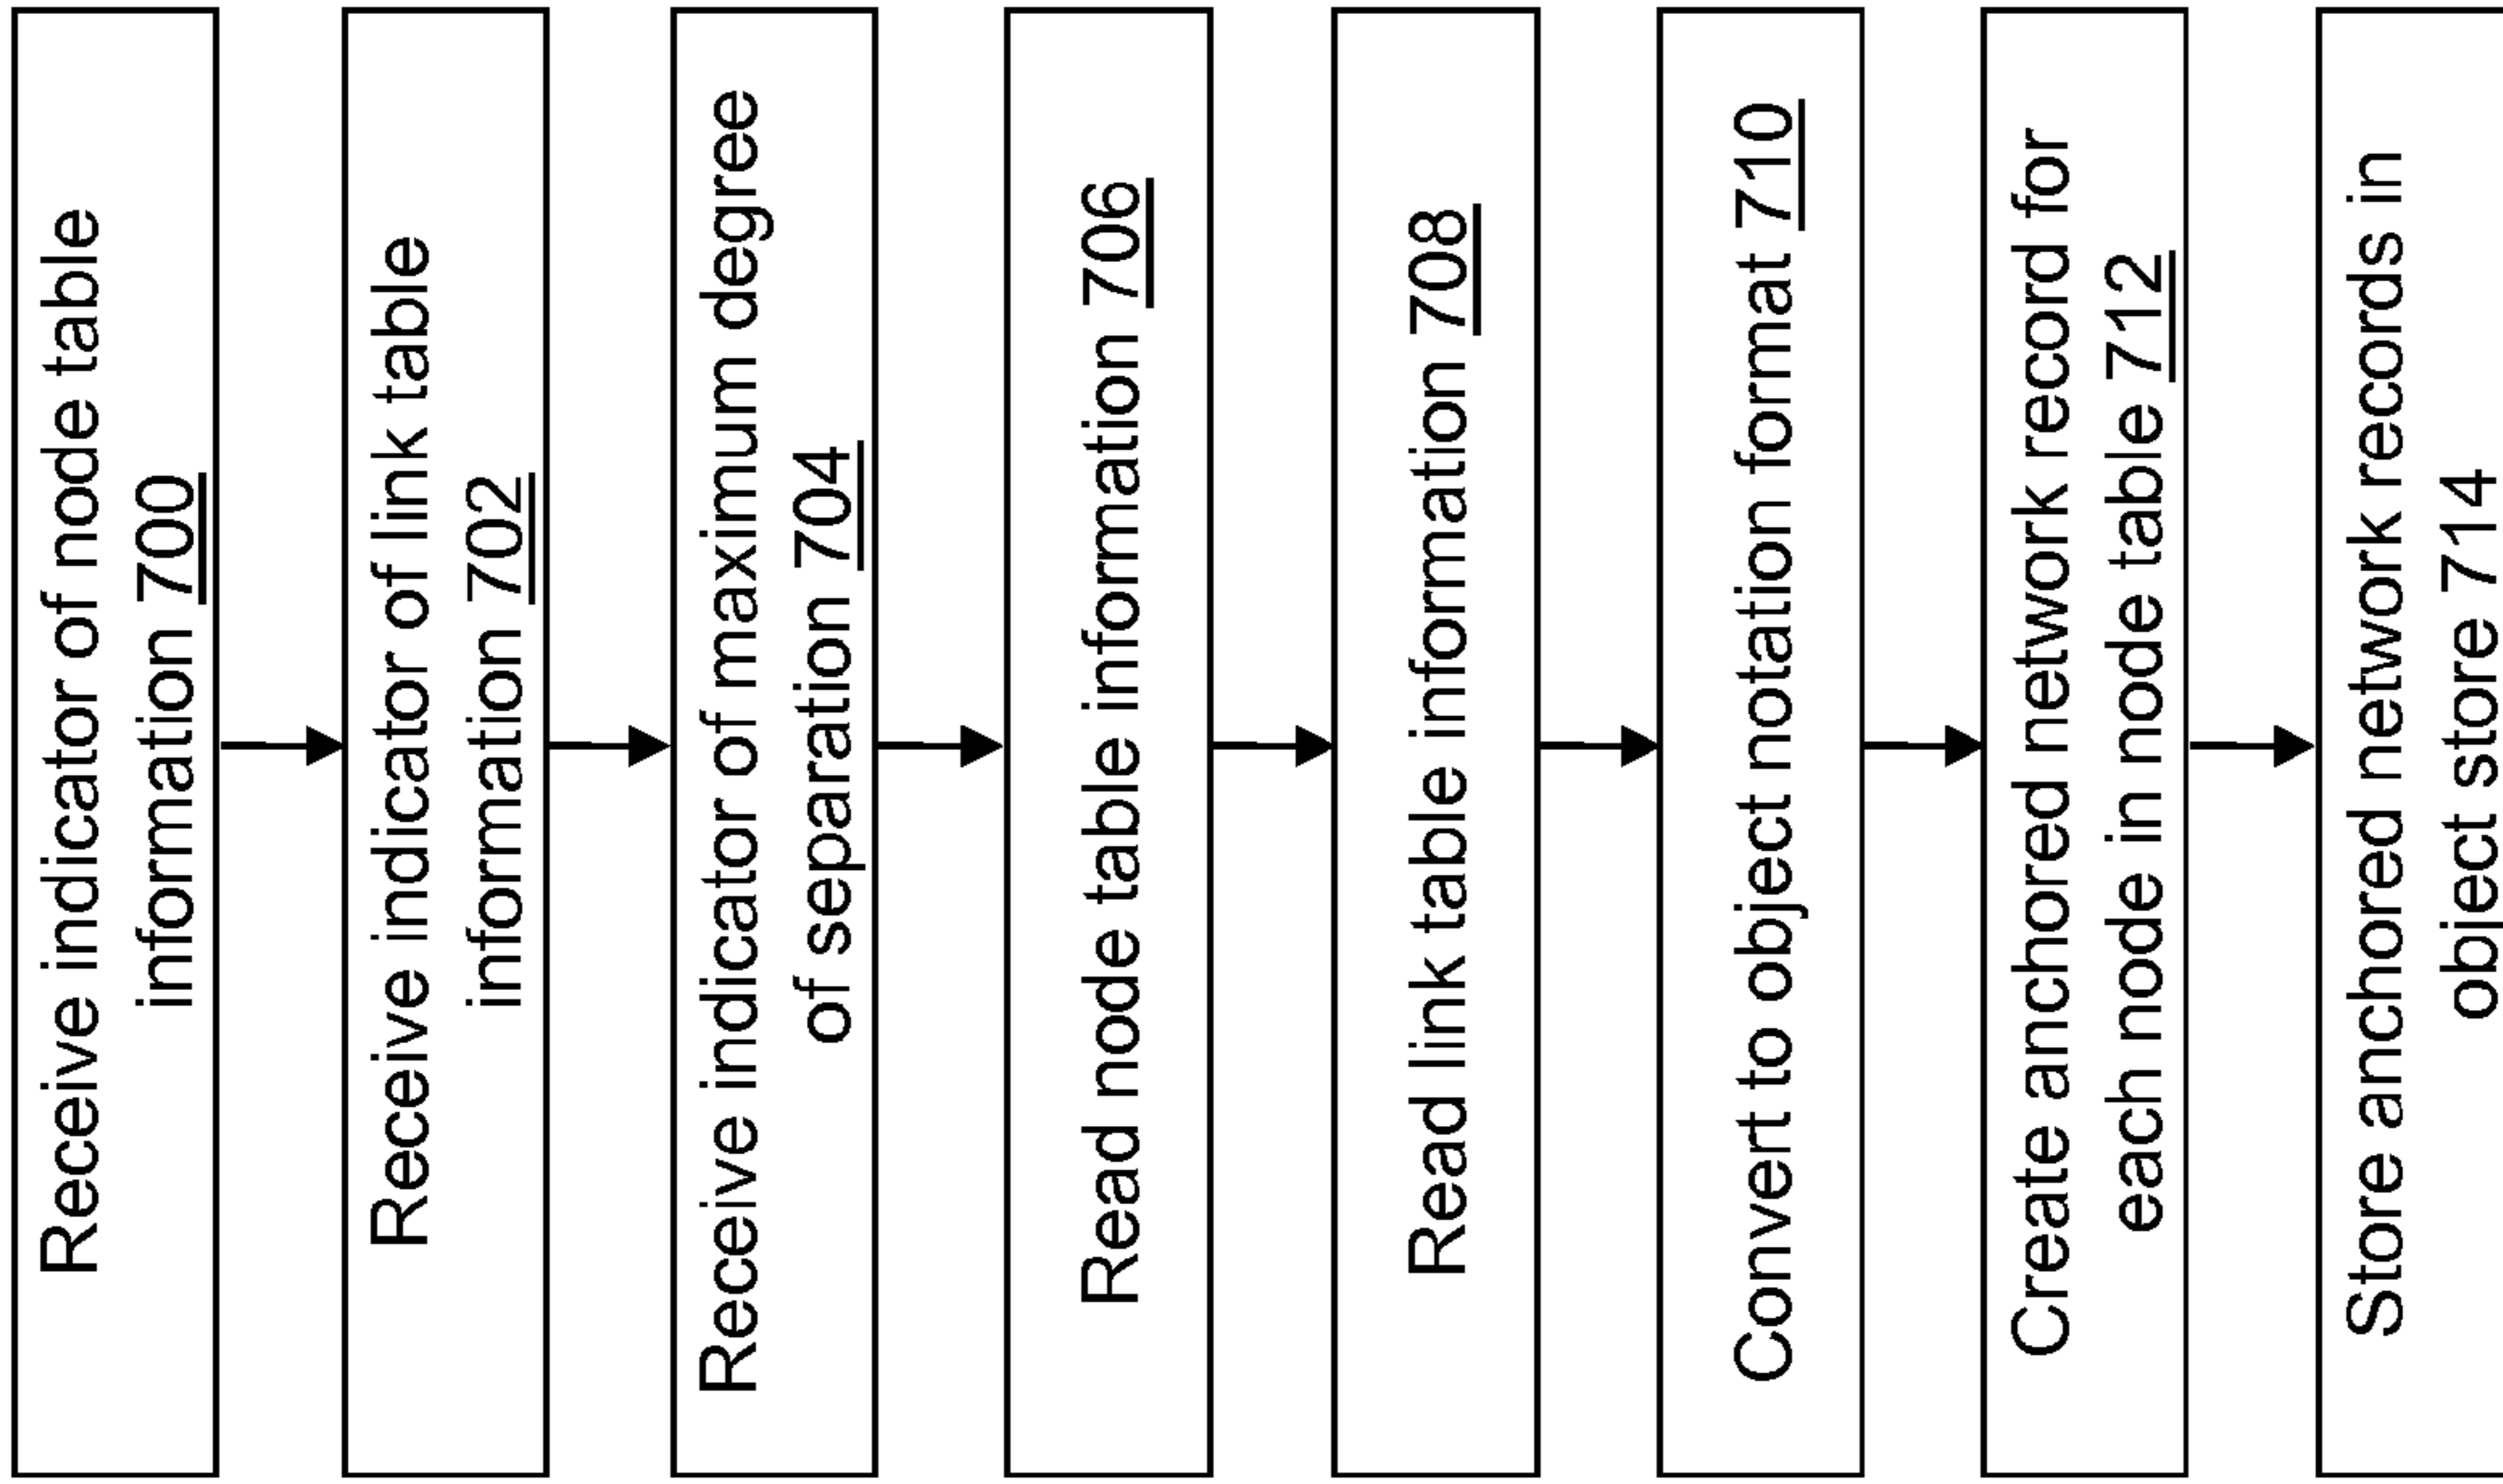 Receive indicator of node table
information 700
Receive indicator of link table
information 702
Receive indicator of maximum degree
of separation 704
Read node table information 706
Read link table information 708
Convert to object notation format 710
Create anchored network record for
each node in node table 712
Store anchored network records in
object store 714